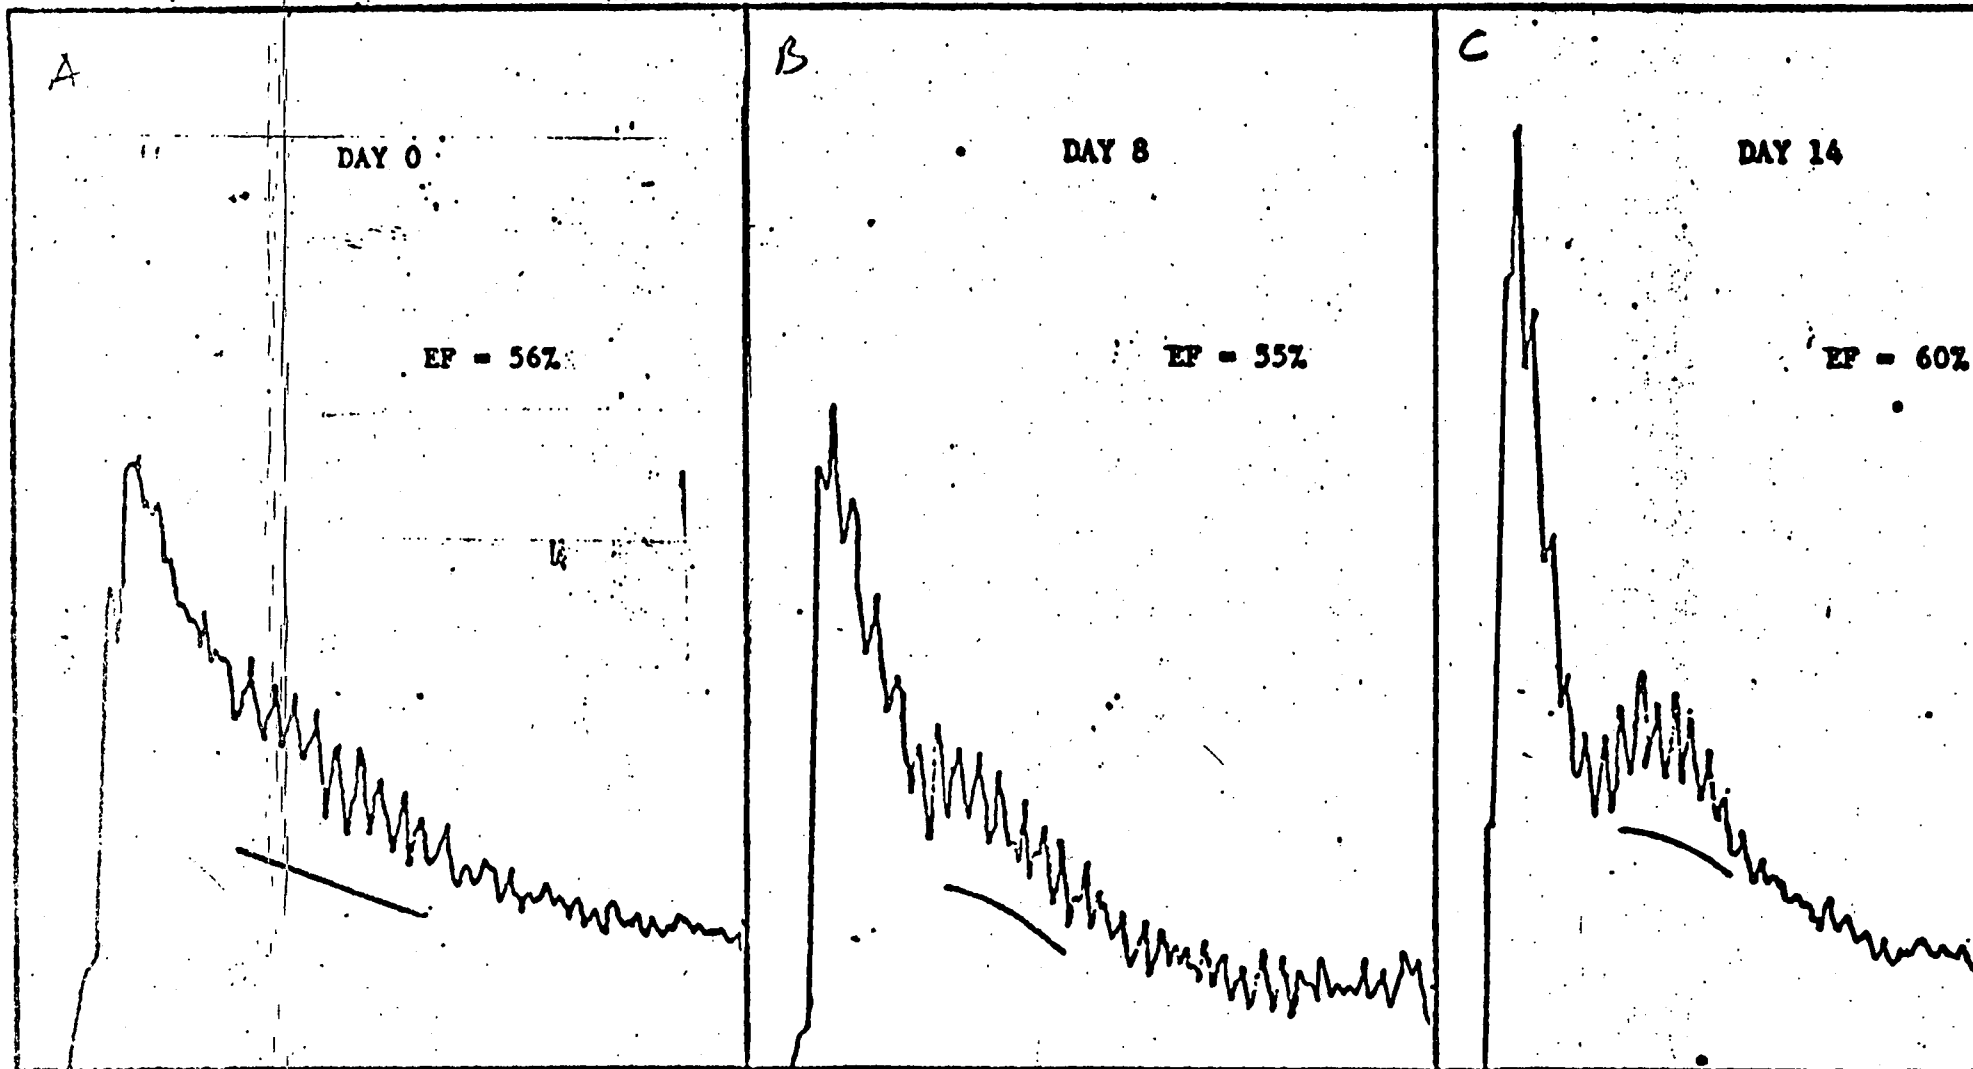 A
DAY 0
EF = 56%
B
DAY 8
EF = 55%
C
DAY 14
EF = 60%